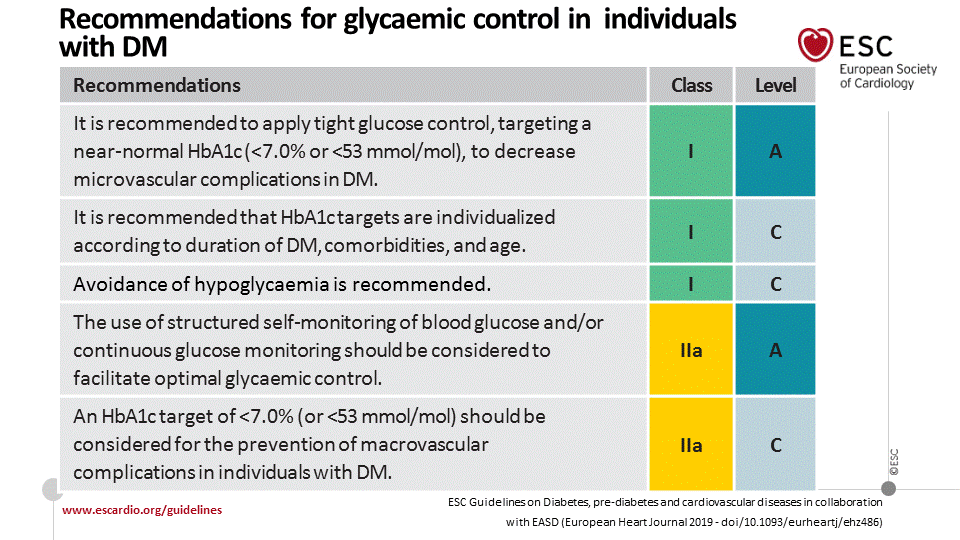 Recommendations for glycaemic control in individuals
with DM
ESC
European Society
of Cardiology
Recommendations Class Level
It is recommended to apply tight glucose control, targeting a
near-normal HbA1c (<7.0% or <53 mmol/mol), to decrease
microvascular complications in DM.
I A
It is recommended that HbA1c targets are individualized
according to duration of DM, comorbidities, and age.
I C
Avoidance of hypoglycaemia is recommended. I C
The use of structured self-monitoring of blood glucose and/or
continuous glucose monitoring should be considered to
facilitate optimal glycaemic control.
IIa A
An HbA1c target of <7.0% (or <53 mmol/mol) should be
considered for the prevention of macrovascular
complications in individuals with DM.
IIa C
©ESC
www.escardio.org/guidelines
ESC Guidelines on Diabetes, pre-diabetes and cardiovascular diseases in collaboration
with EASD (European Heart Journal 2019 - doi/10.1093/eurheartj/ehz486)